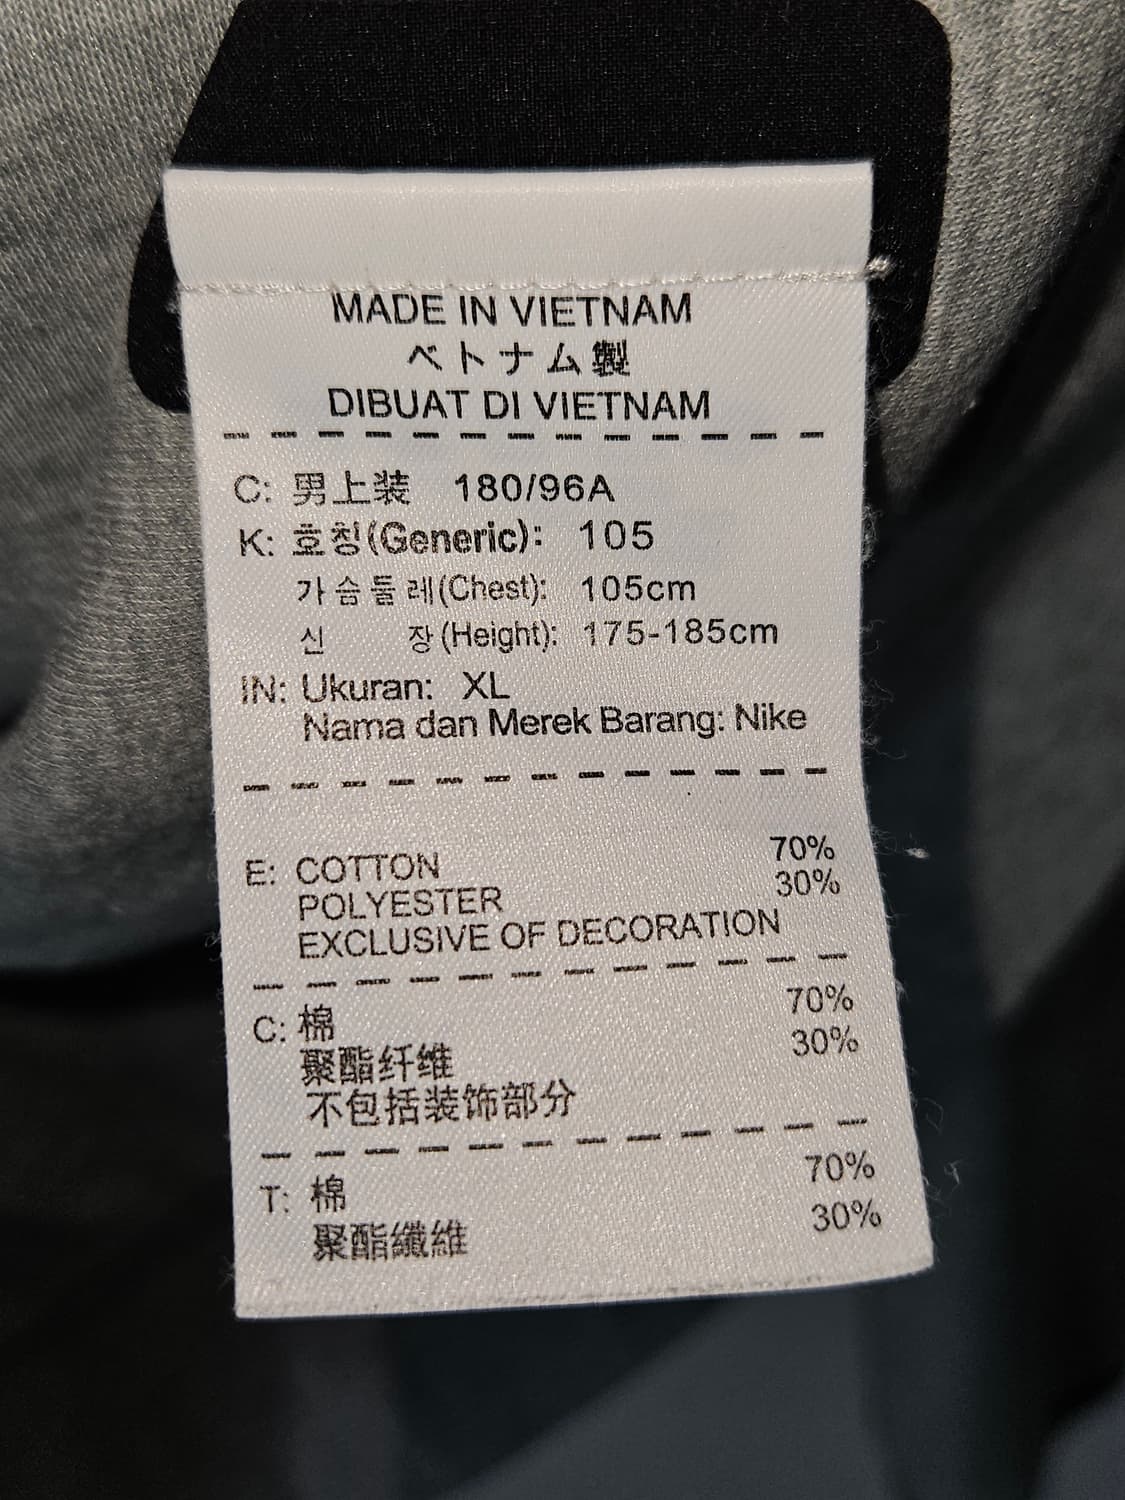 MADE IN VIETNAM
ベトナム製
DIBUAT DI VIETNAM
C: 男上装 180/96A
K: 호칭(Generic): 105
가슴둘레(Chest): 105cm
신 장(Height): 175-185cm
IN: Ukuran: XL
Nama dan Merek Barang: Nike
E: COTTON 70%
POLYESTER 30%
EXCLUSIVE OF DECORATION
C: 棉 70%
聚酯纤维 30%
不包括装饰部分
T: 棉 70%
聚酯纖維 30%